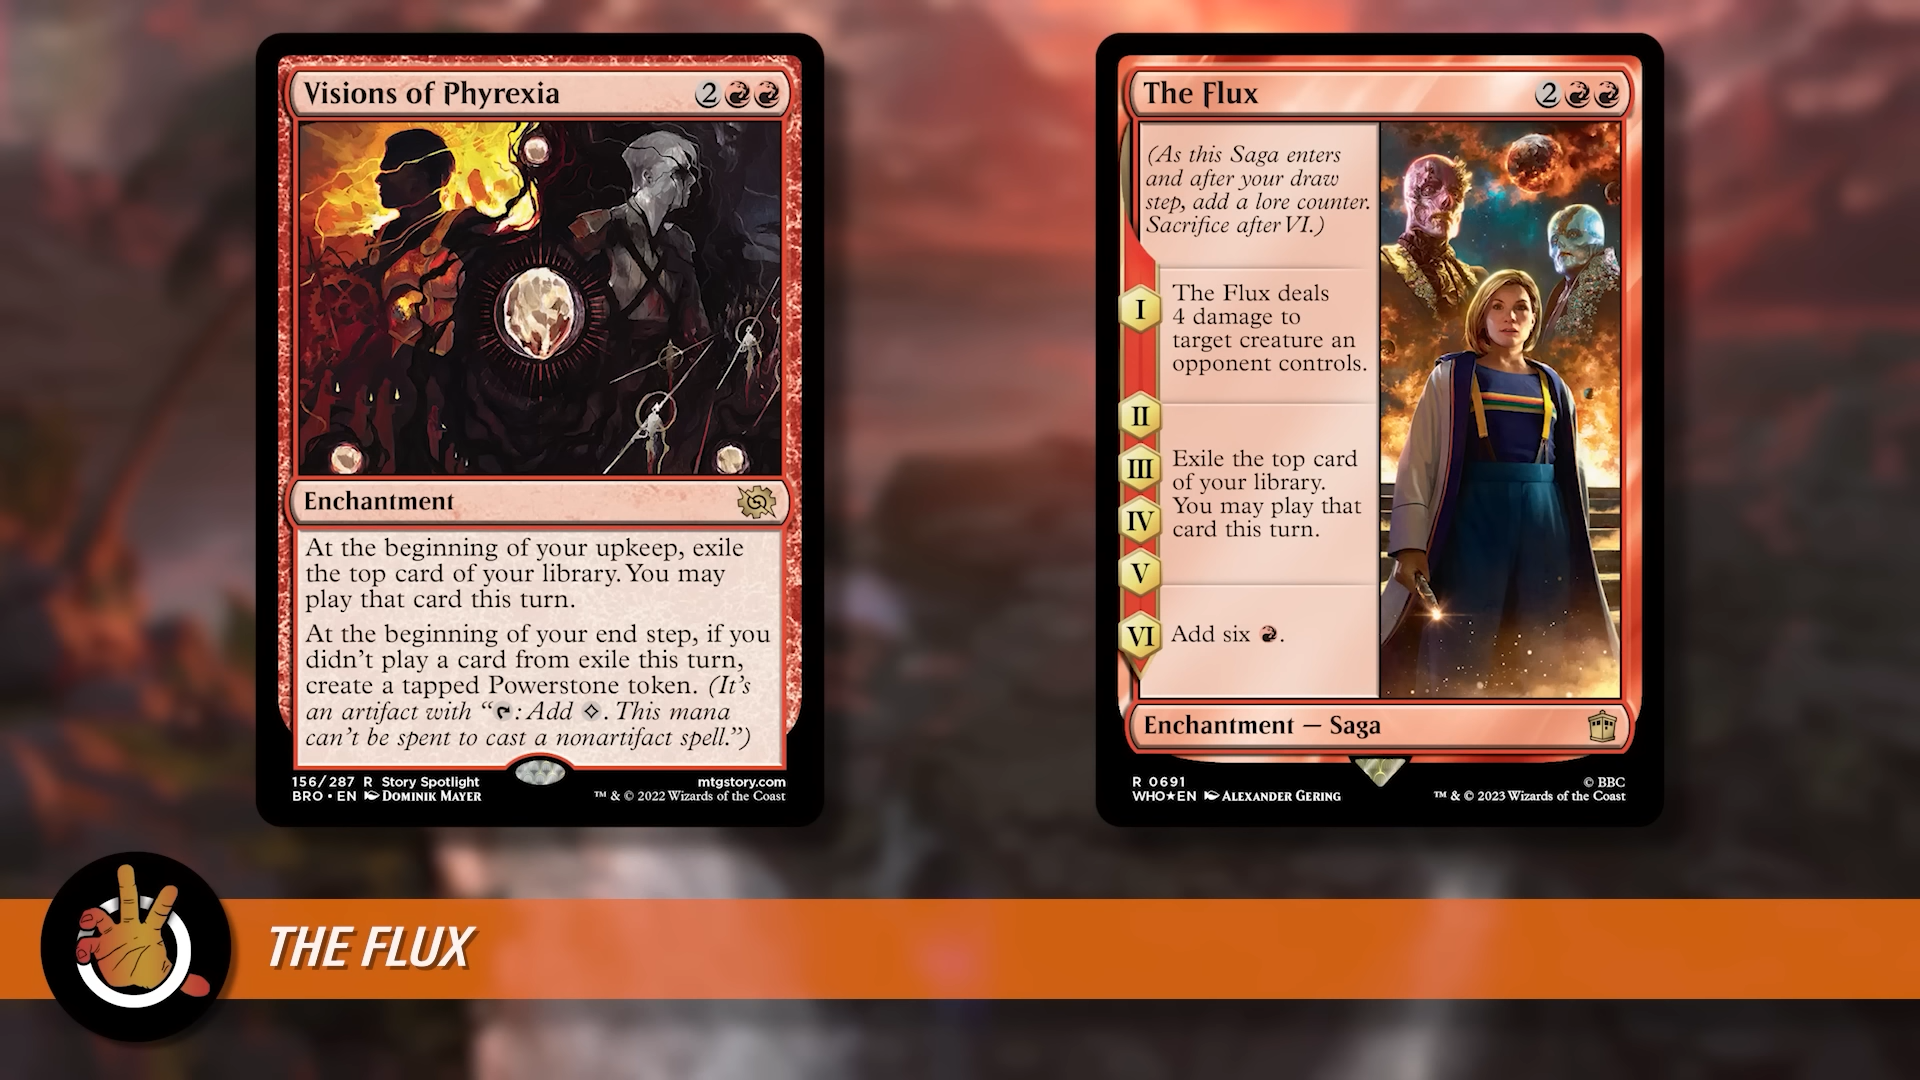 Visions of Phyrexia
2
Enchantment
At the beginning of your upkeep, exile
the top card of your library. You may
play that card this turn.
At the beginning of your end step, if you
didn't play a card from exile this turn,
create a tapped Powerstone token. (It's
an artifact with “: Add . This mana
can't be spent to cast a nonartifact spell.”)
156/287 R Story Spotlight
BRO • EN Dominik Mayer
mtgstory.com
™ & © 2022 Wizards of the Coast
The Flux
2
(As this Saga enters
and after your draw
step, add a lore counter.
Sacrifice after VI.)
I
The Flux deals
4 damage to
target creature an
opponent controls.
II
III
IV
V
Exile the top card
of your library.
You may play that
card this turn.
VI
Add six .
Enchantment — Saga
R 0691
WHO★EN Alexander Gering
© BBC
™ & © 2023 Wizards of the Coast
THE FLUX